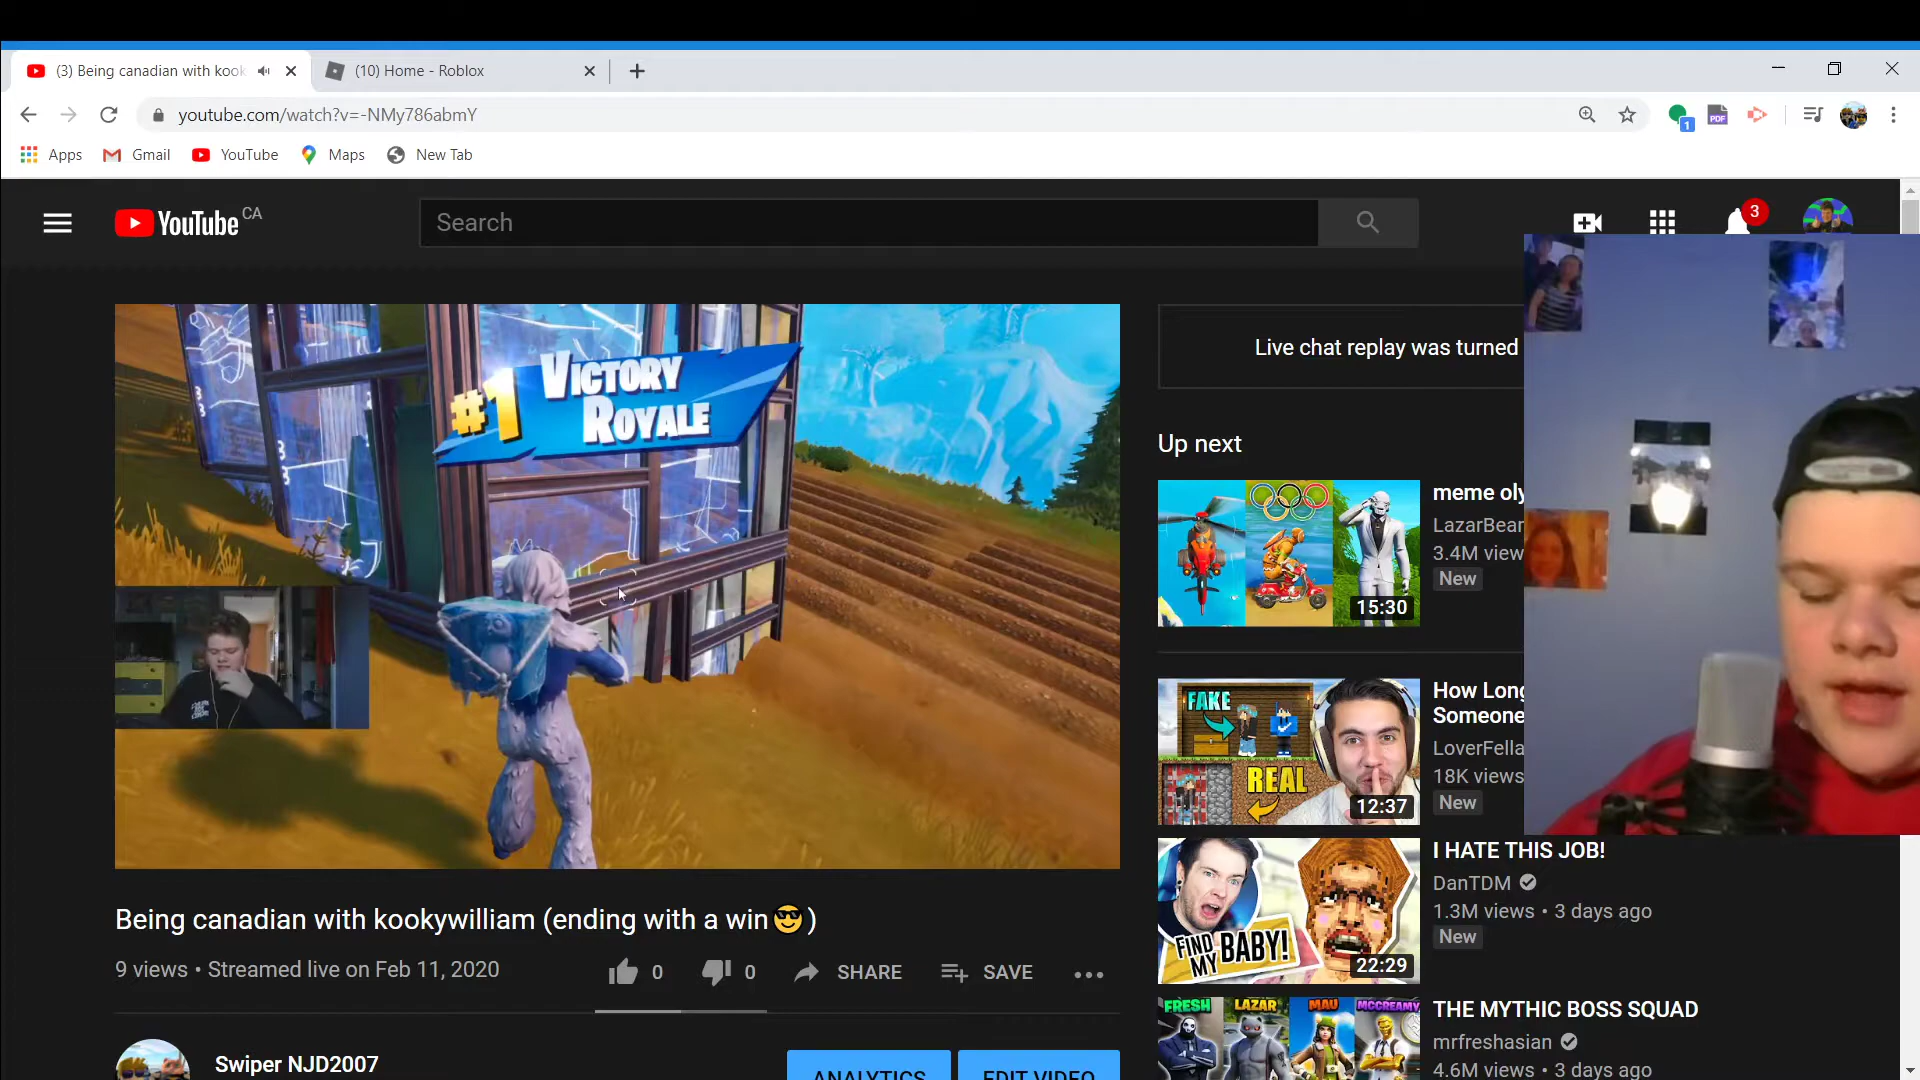 (3) Being canadian with kook
(10) Home - Roblox
youtube.com/watch?v=-NMy786abmY
1
PDF
Apps
Gmail
YouTube
Maps
New Tab
YouTube CA
Search
3
#1 VICTORY
ROYALE
Live chat replay was turned
Up next
meme oly
LazarBear
3.4M view
New
15:30
FAKE
REAL
12:37
How Long
Someone
LoverFella
18K views
New
FIND MY BABY!
22:29
I HATE THIS JOB!
DanTDM
1.3M views • 3 days ago
New
FRESH LAZAR MAU MCCREAMY
THE MYTHIC BOSS SQUAD
mrfreshasian
4.6M views • 3 days ago
Being canadian with kookywilliam (ending with a win😎)
9 views • Streamed live on Feb 11, 2020
0
0
SHARE
SAVE
Swiper NJD2007
ANALYTICS
EDIT VIDEO